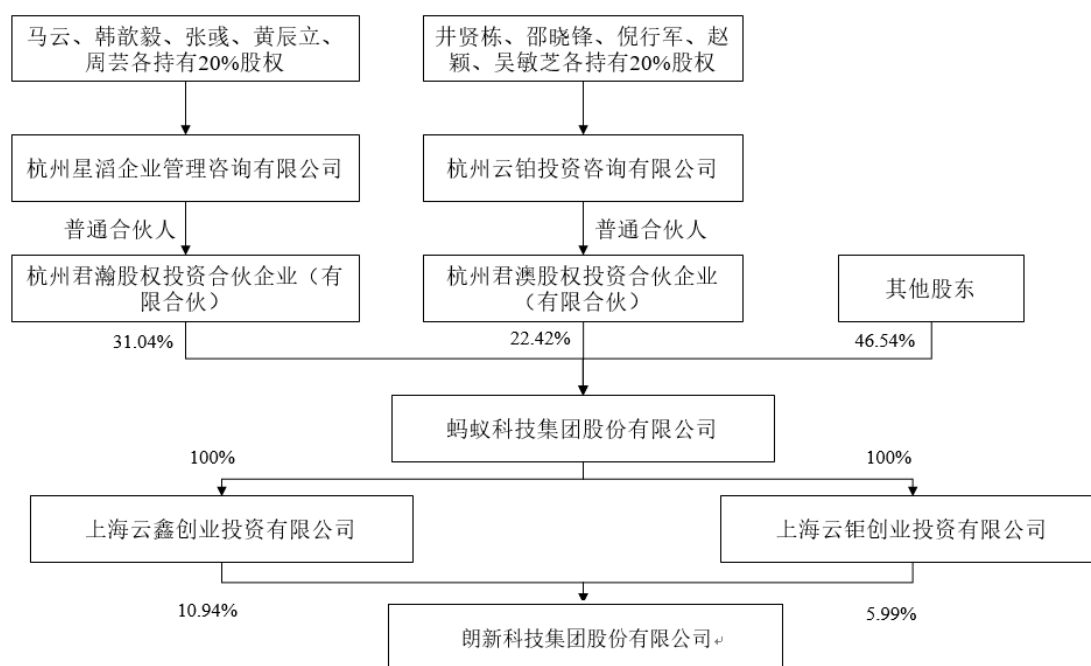 马云、韩歆毅、张彧、黄辰立、
周芸各持有20%股权
井贤栋、邵晓锋、倪行军、赵
颖、吴敏芝各持有20%股权
杭州星滔企业管理咨询有限公司
杭州云铂投资咨询有限公司
普通合伙人
普通合伙人
杭州君瀚股权投资合伙企业（有
限合伙）
杭州君澳股权投资合伙企业
（有限合伙）
其他股东
31.04%
22.42%
46.54%
蚂蚁科技集团股份有限公司
100%
100%
上海云鑫创业投资有限公司
上海云钜创业投资有限公司
10.94%
5.99%
朗新科技集团股份有限公司